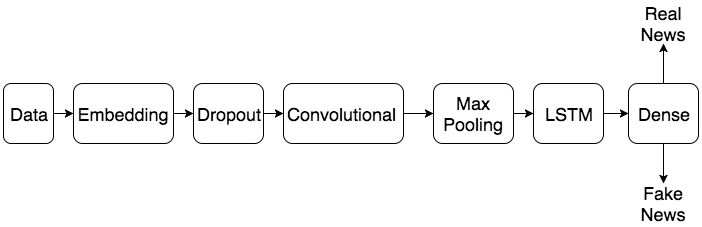 Real
News
Data
Embedding
Dropout
Convolutional
Max
Pooling
LSTM
Dense
Fake
News